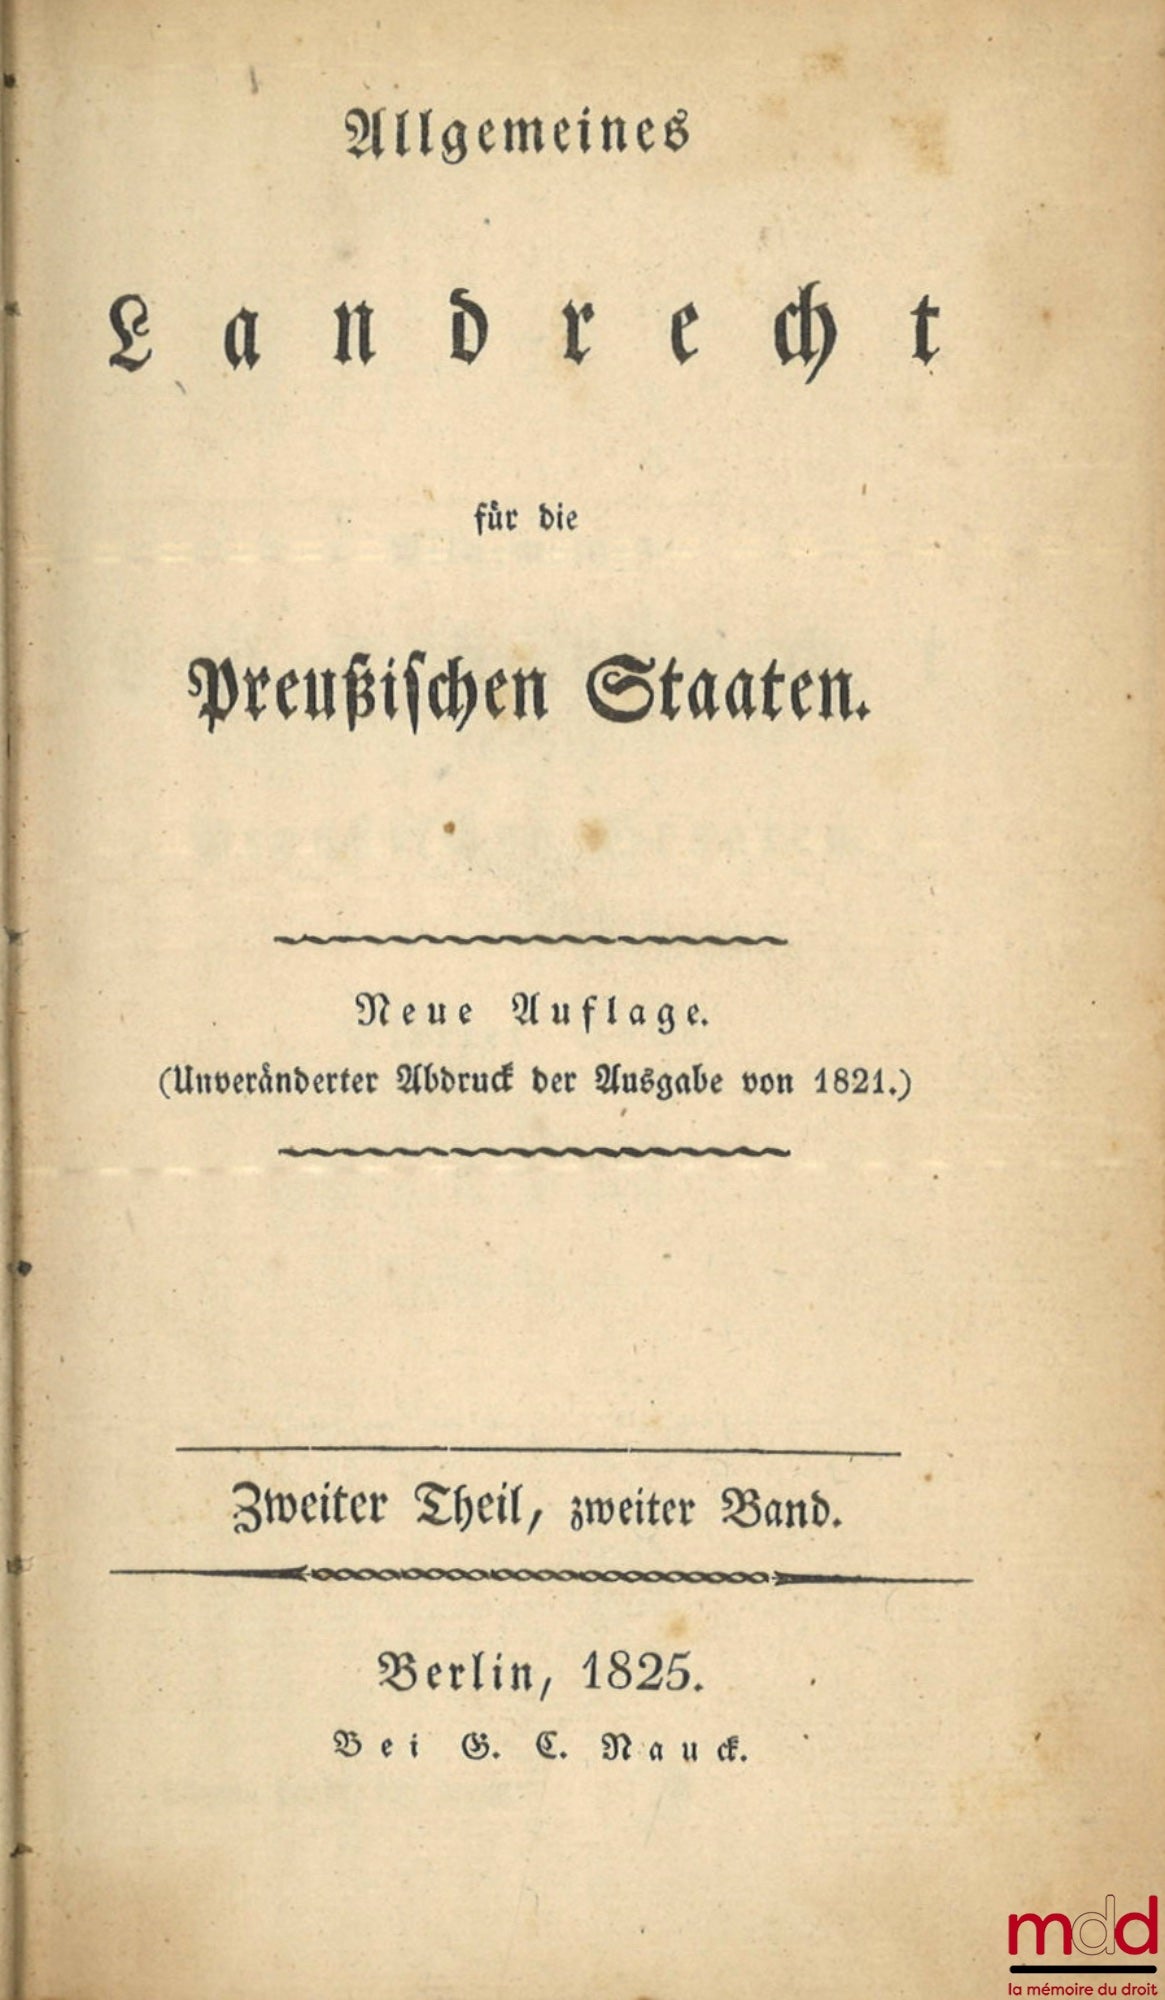 Allgemeines
Landrecht
für die
Preußischen Staaten.
Neue Auflage.
(Unveränderter Abdruck der Ausgabe von 1821.)
Zweiter Theil, zweiter Band.
Berlin, 1825.
Bei G. C. Nauck.
mdd
la mémoire du droit